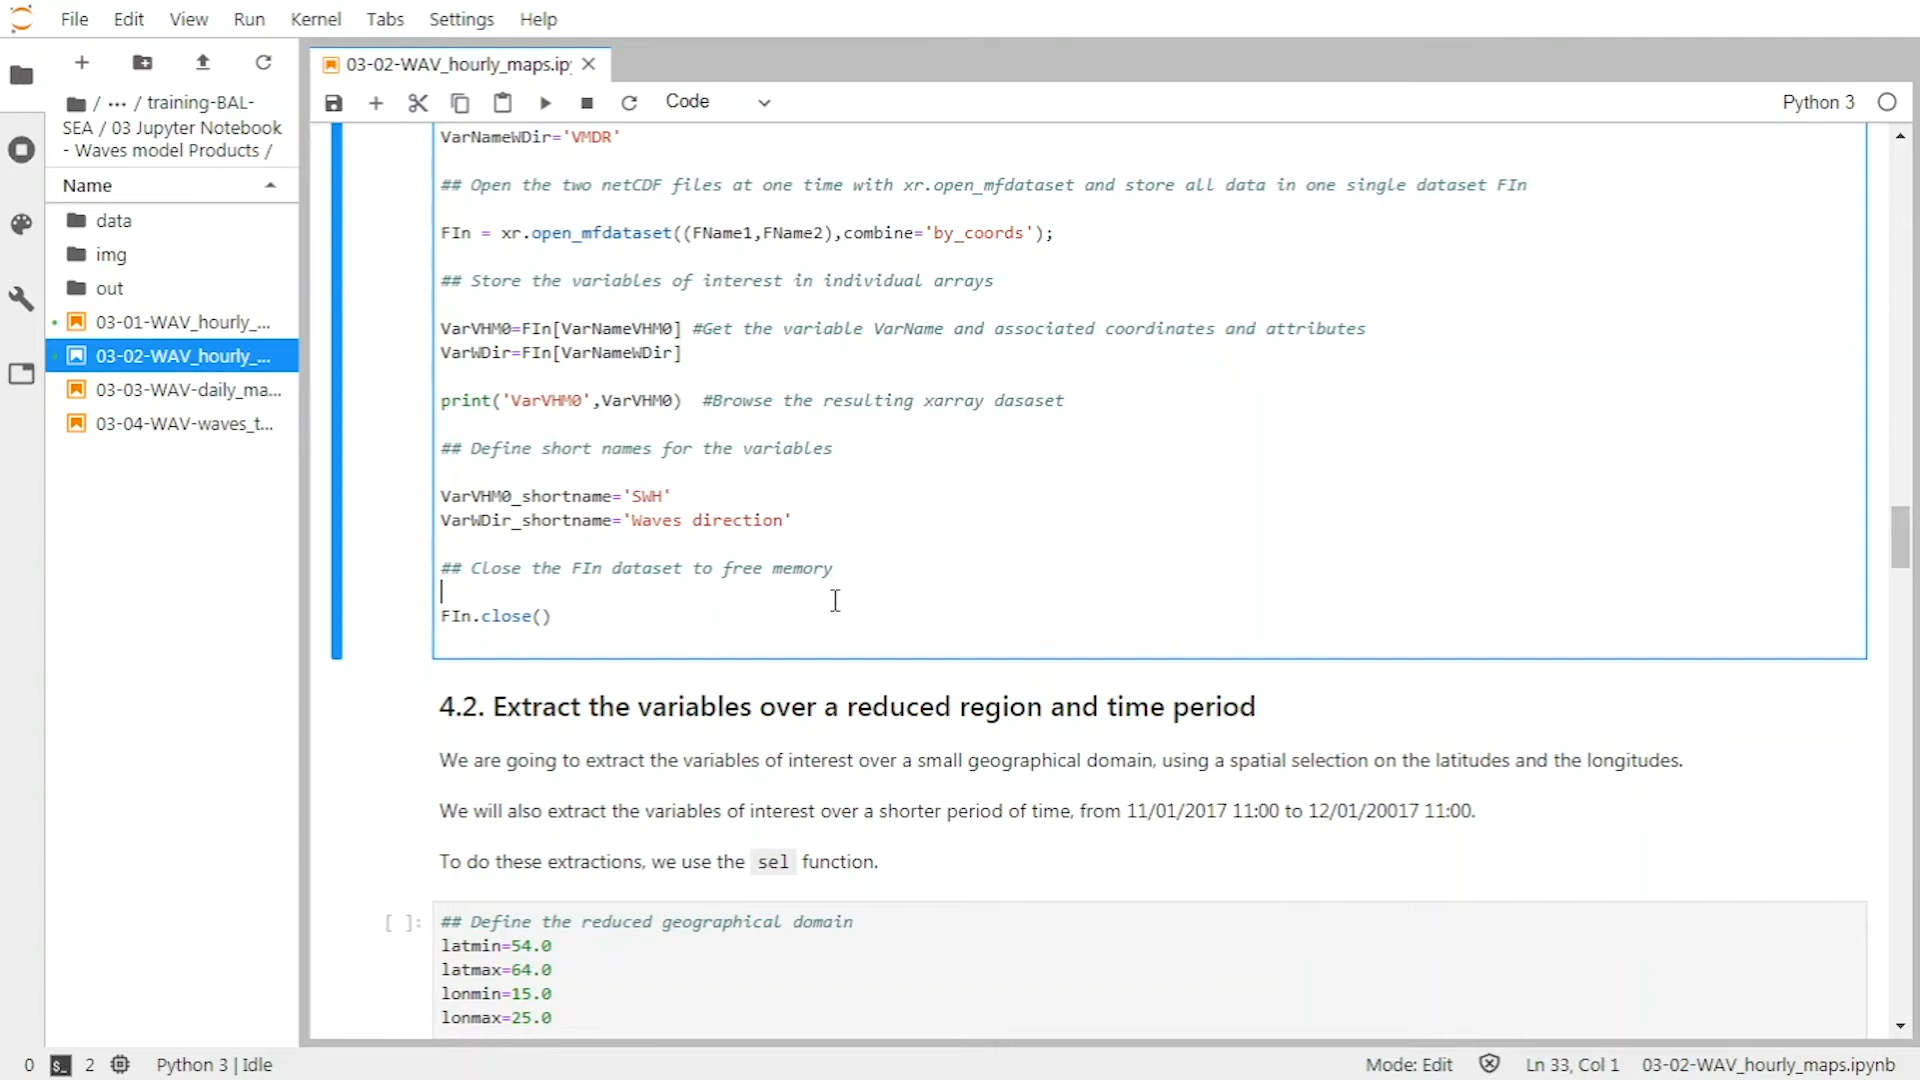 File Edit View Run Kernel Tabs Settings Help
/ ··· / training-BAL-
SEA / 03 Jupyter Notebook
- Waves model Products /
Name
data
img
out
03-01-WAV_hourly_...
03-02-WAV_hourly_...
03-03-WAV-daily_ma...
03-04-WAV-waves_t...
03-02-WAV_hourly_maps.ip
Code
Python 3
VarNameWDir='VMDR'
## Open the two netCDF files at one time with xr.open_mfdataset and store all data in one single dataset FIn
FIn = xr.open_mfdataset((FName1,FName2),combine='by_coords');
## Store the variables of interest in individual arrays
VarVHM0=FIn[VarNameVHM0] #Get the variable VarName and associated coordinates and attributes
VarWDir=FIn[VarNameWDir]
print('VarVHM0',VarVHM0) #Browse the resulting xarray dasaset
## Define short names for the variables
VarVHM0_shortname='SWH'
VarWDir_shortname='Waves direction'
## Close the FIn dataset to free memory
FIn.close()
4.2. Extract the variables over a reduced region and time period
We are going to extract the variables of interest over a small geographical domain, using a spatial selection on the latitudes and the longitudes.
We will also extract the variables of interest over a shorter period of time, from 11/01/2017 11:00 to 12/01/20017 11:00.
To do these extractions, we use the sel function.
[ ]:
## Define the reduced geographical domain
latmin=54.0
latmax=64.0
lonmin=15.0
lonmax=25.0
0 $_ 2 Python 3 | Idle
Mode: Edit Ln 33, Col 1 03-02-WAV_hourly_maps.ipynb